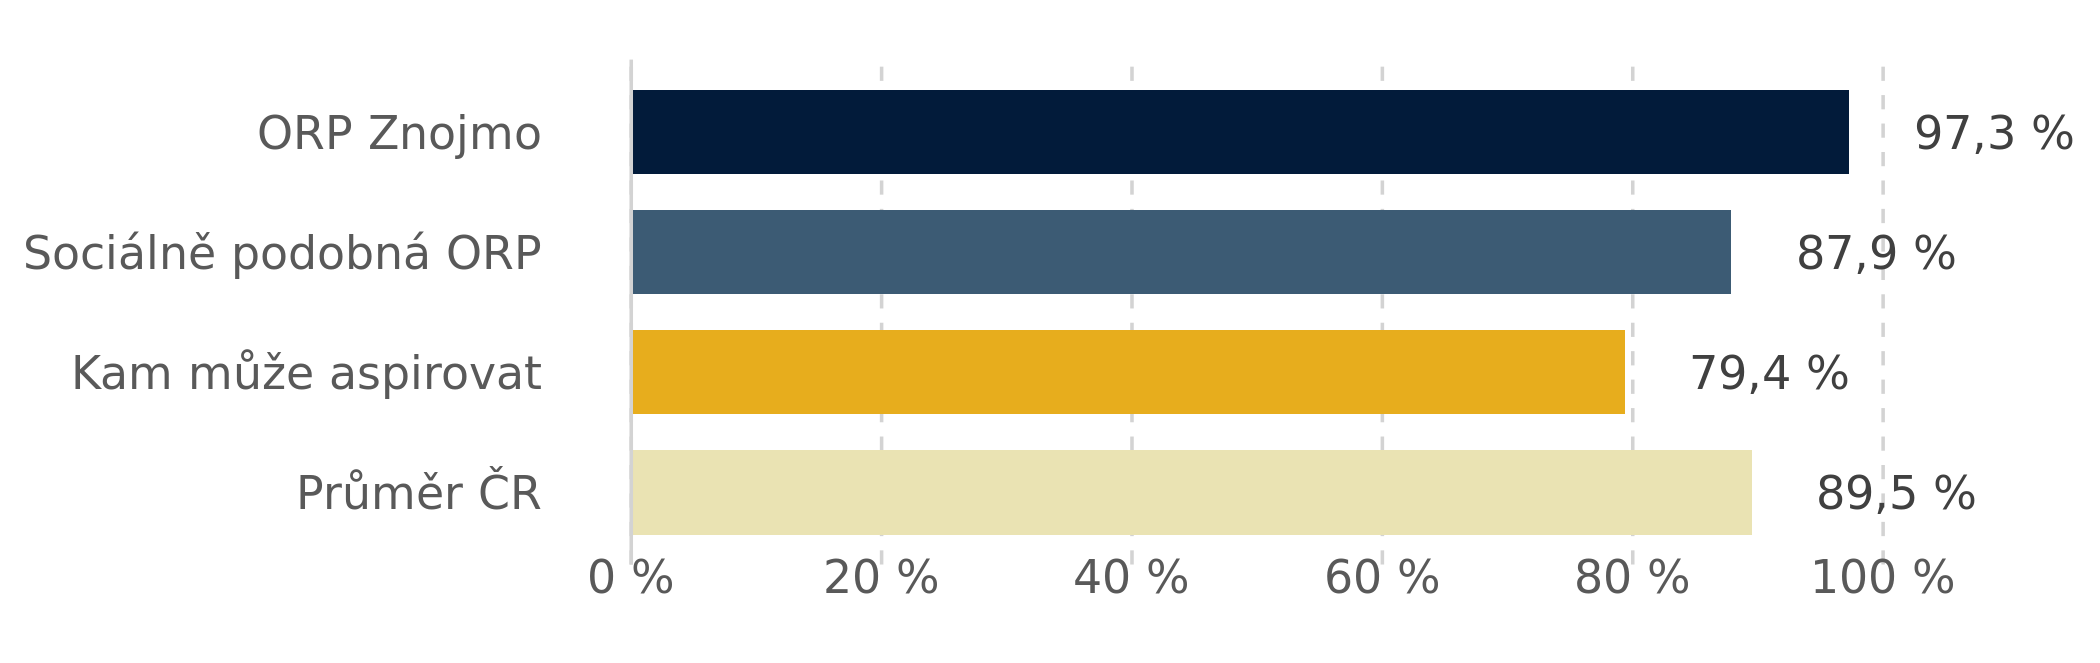 ORP Znojmo 97,3 %
Sociálně podobná ORP 87,9 %
Kam může aspirovat 79,4 %
Průměr ČR 89,5 %
0 % 20 % 40 % 60 % 80 % 100 %